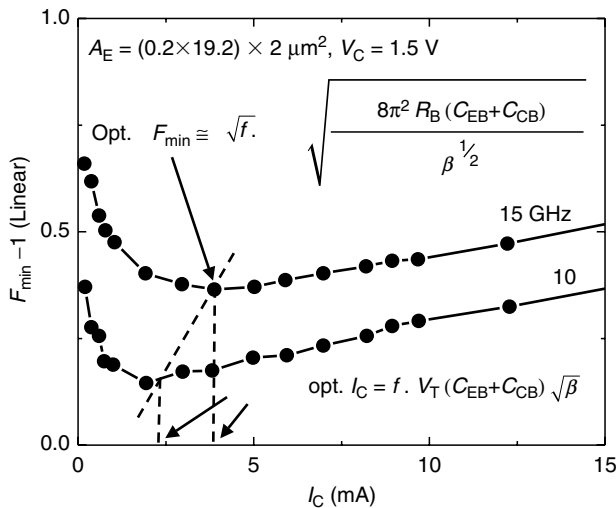 1.0
A_E = (0.2×19.2) × 2 μm², V_C = 1.5 V
8π² R_B (C_EB+C_CB)
β^1/2
Opt. F_min ≅ √f.
15 GHz
0.5
F_min −1 (Linear)
10
opt. I_C = f . V_T (C_EB+C_CB) √β
0.0
0 5 10 15
I_C (mA)